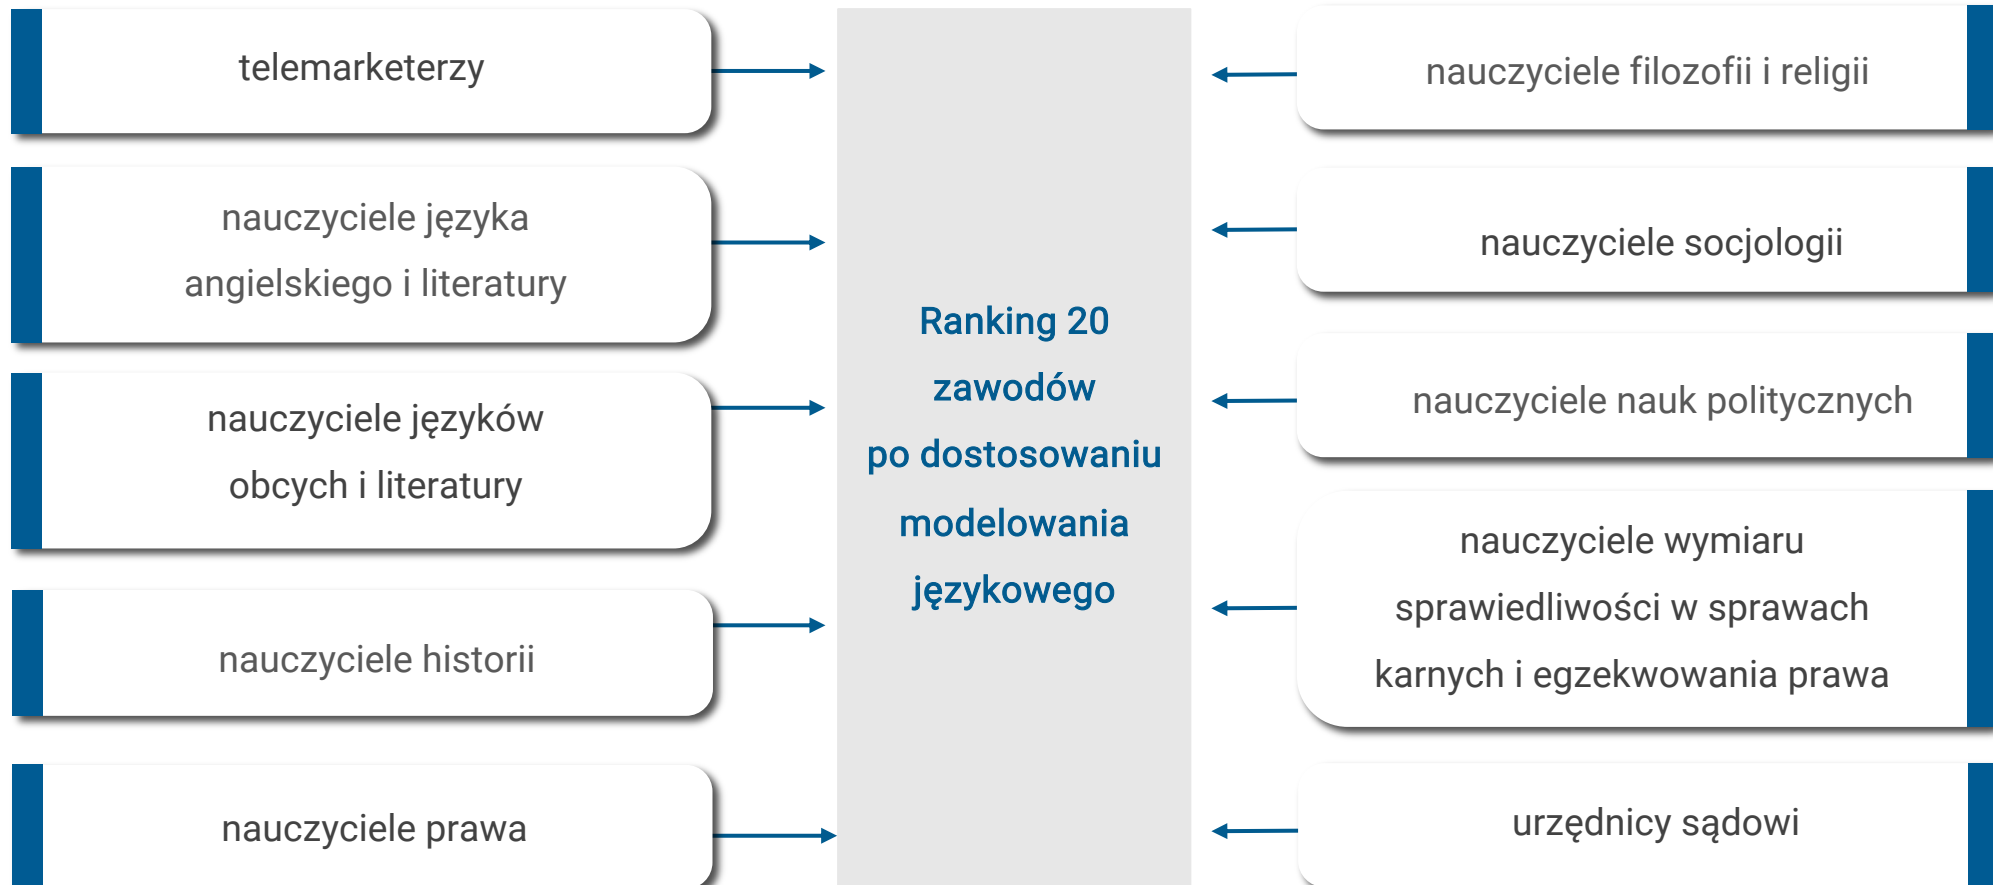 telemarketerzy
nauczyciele języka
angielskiego i literatury
nauczyciele języków
obcych i literatury
nauczyciele historii
nauczyciele prawa
Ranking 20
zawodów
po dostosowaniu
modelowania
językowego
nauczyciele filozofii i religii
nauczyciele socjologii
nauczyciele nauk politycznych
nauczyciele wymiaru
sprawiedliwości w sprawach
karnych i egzekwowania prawa
urzędnicy sądowi